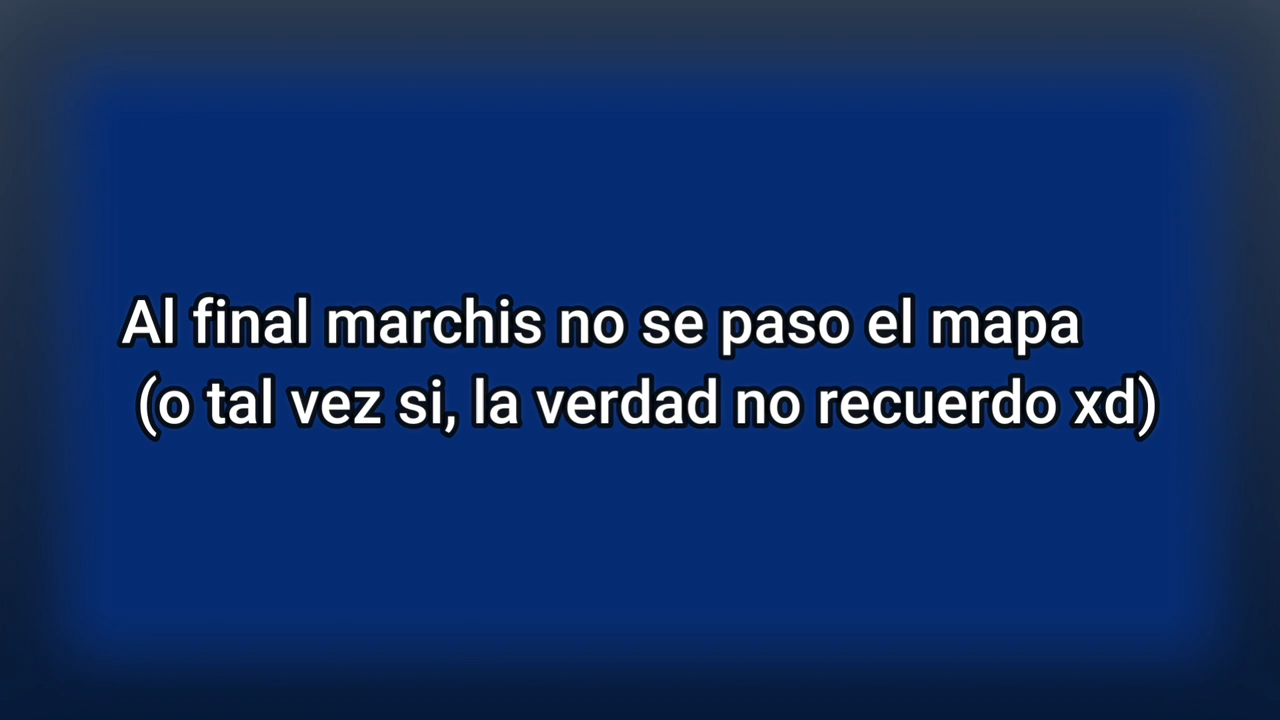 Al final marchis no se paso el mapa
(o tal vez si, la verdad no recuerdo xd)